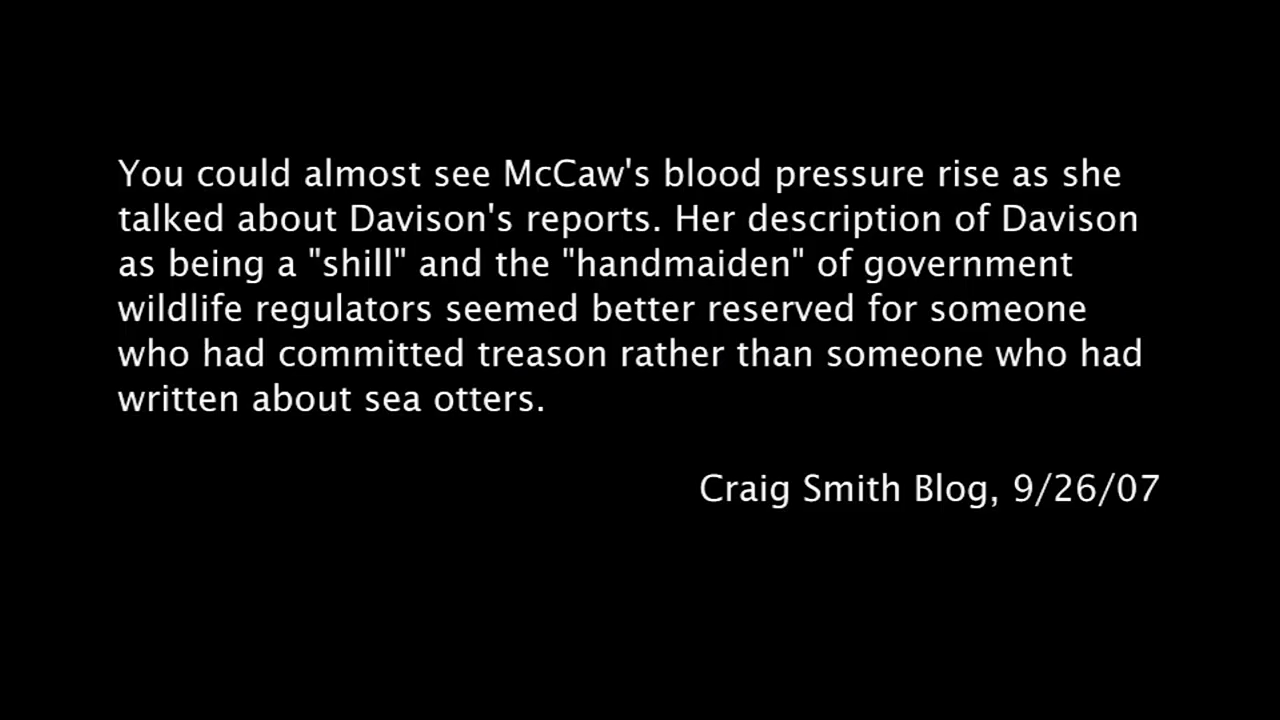 You could almost see McCaw's blood pressure rise as she
talked about Davison's reports. Her description of Davison
as being a "shill" and the "handmaiden" of government
wildlife regulators seemed better reserved for someone
who had committed treason rather than someone who had
written about sea otters.
Craig Smith Blog, 9/26/07